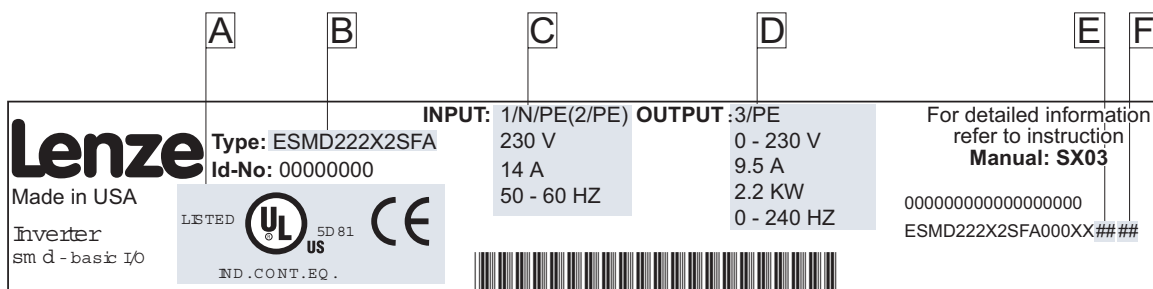 A B C D E F
Lenze
Made in USA
Inverter
smd - basic I/O
Type: ESMD222X2SFA
Id-No: 00000000
LISTED UL ® US 5D81 CE
IND.CONT.EQ.
INPUT: 1/N/PE(2/PE)
230 V
14 A
50 - 60 HZ
OUTPUT : 3/PE
0 - 230 V
9.5 A
2.2 KW
0 - 240 HZ
For detailed information
refer to instruction
Manual: SX03
000000000000000000
ESMD222X2SFA000XX## ##